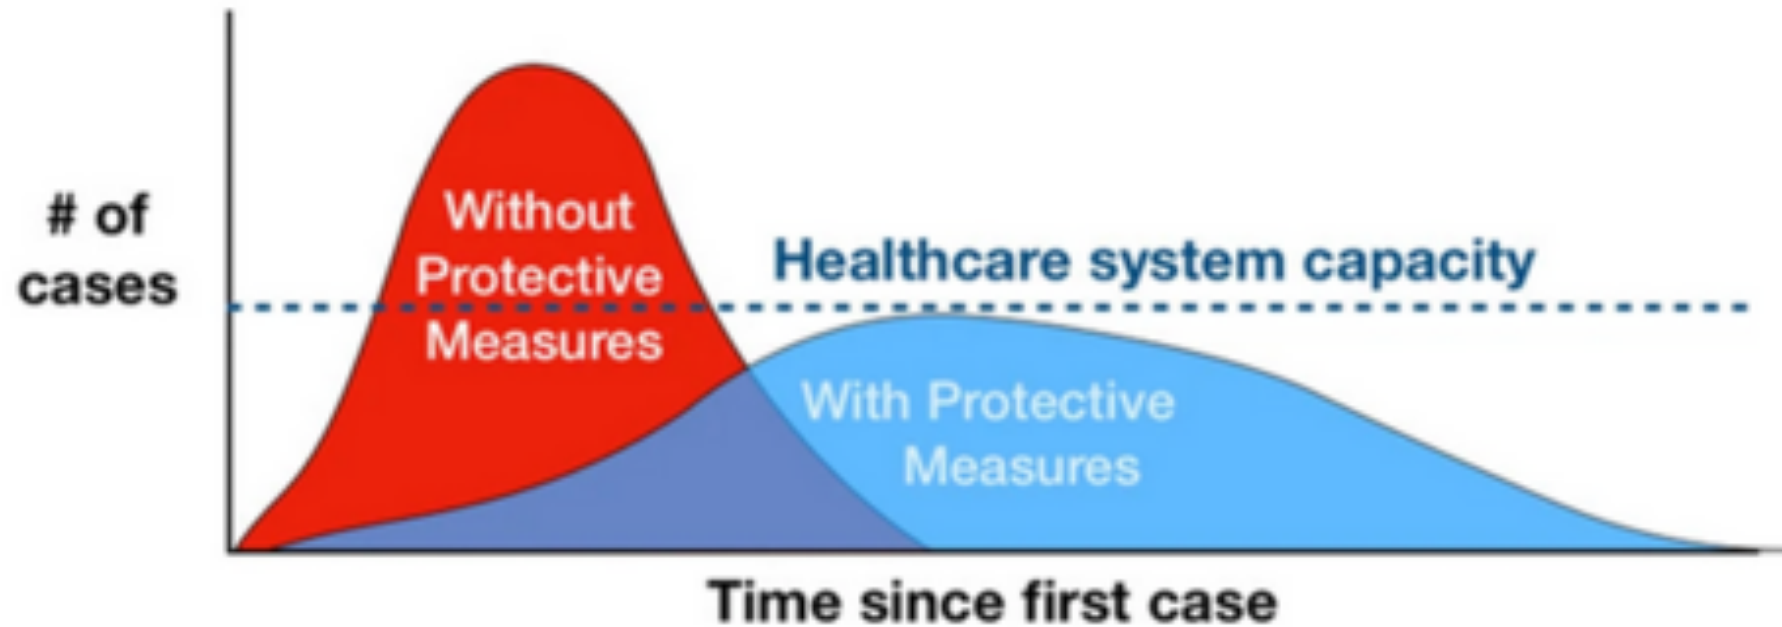 # of
cases
Without
Protective
Measures
Healthcare system capacity
With Protective
Measures
Time since first case